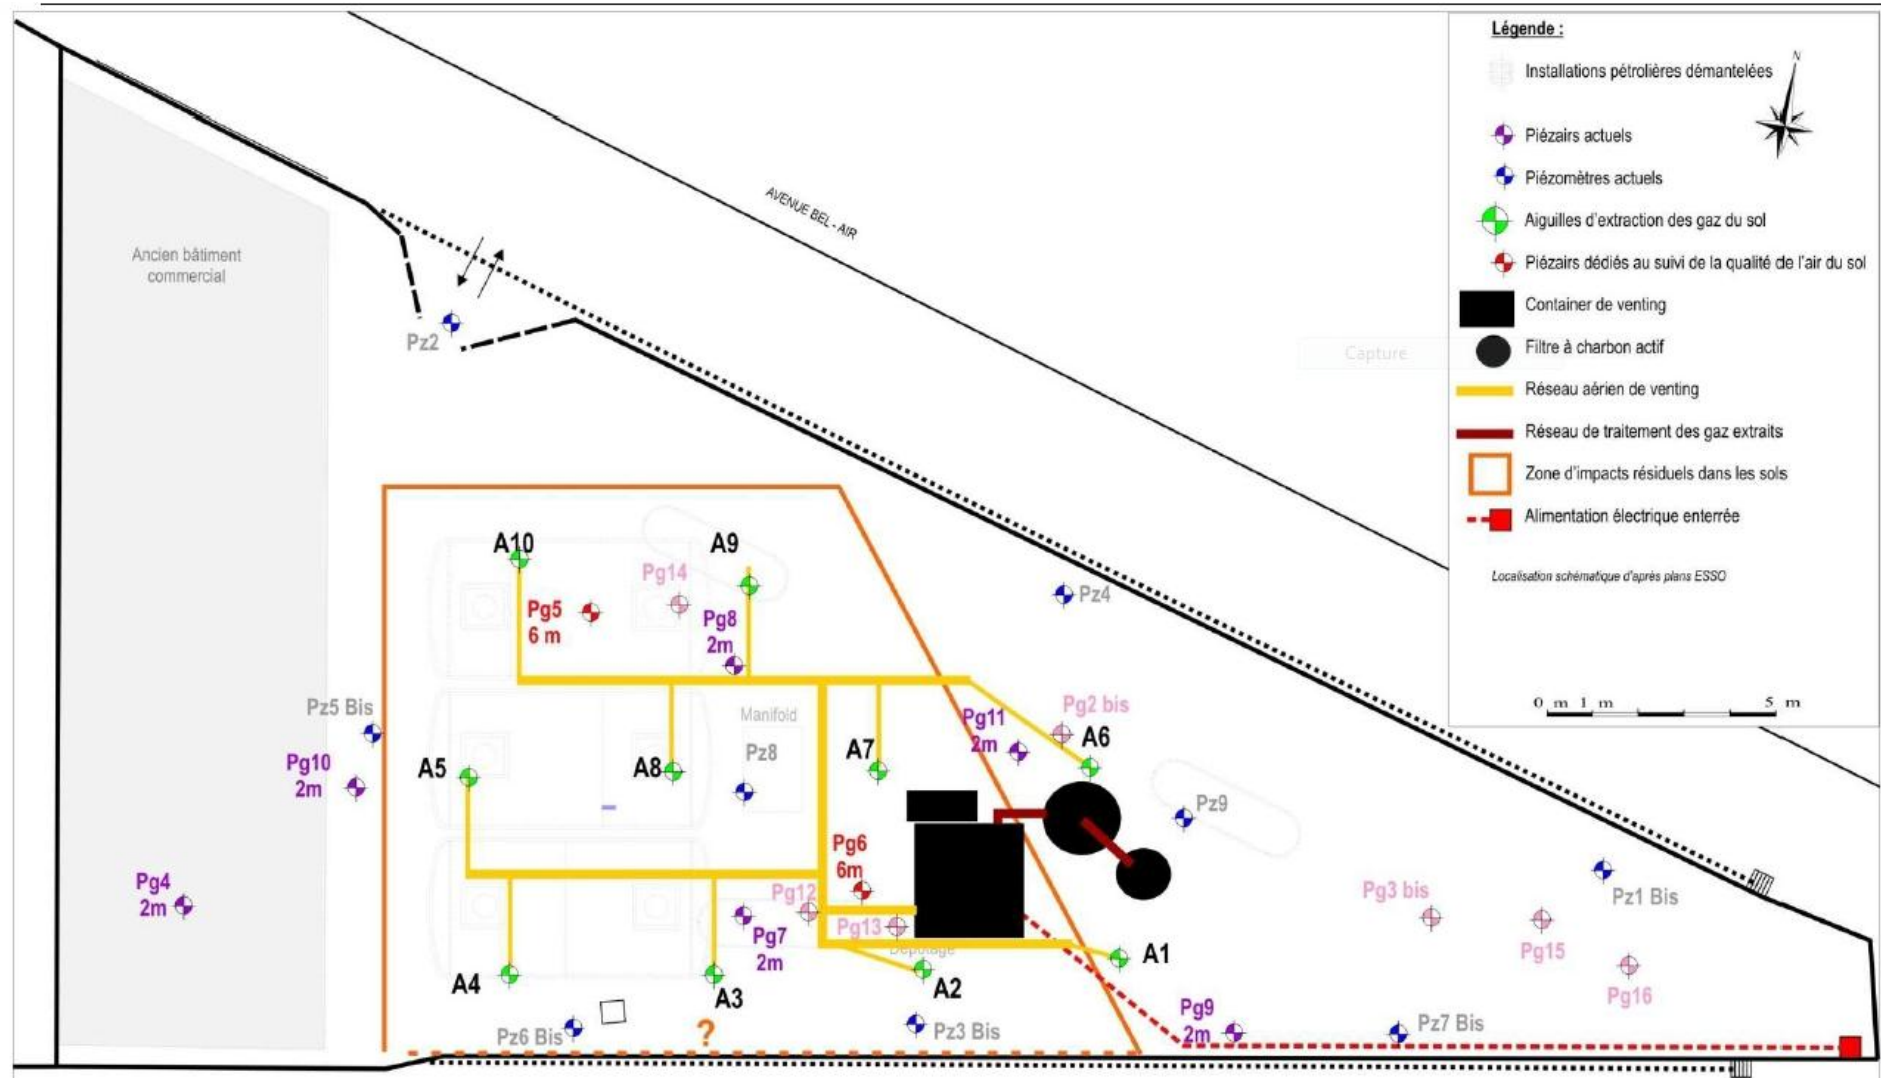 Légende :
Installations pétrolières démantelées
N
Piézairs actuels
Piézomètres actuels
Aiguilles d'extraction des gaz du sol
Piézairs dédiés au suivi de la qualité de l'air du sol
Container de venting
Filtre à charbon actif
Réseau aérien de venting
Réseau de traitement des gaz extraits
Zone d'impacts résiduels dans les sols
Alimentation électrique enterrée
Localisation schématique d'après plans ESSO
0 m 1 m 5 m
Capture
AVENUE BEL - AIR
Ancien bâtiment
commercial
Pz2
A10
A9
Pg14
Pg5
6 m
Pg8
2m
Pz4
Pz5 Bis
Pg10
2m
Manifold
Pz8
A5
A8
A7
Pg11
2m
Pg2 bis
A6
Pz9
Pg4
2m
Pg6
6m
Pg12
Pg13
Pg7
2m
Dépotage
Pg3 bis
Pz1 Bis
Pg15
Pg16
A4
A3
A2
A1
Pz6 Bis
?
Pz3 Bis
Pg9
2m
Pz7 Bis